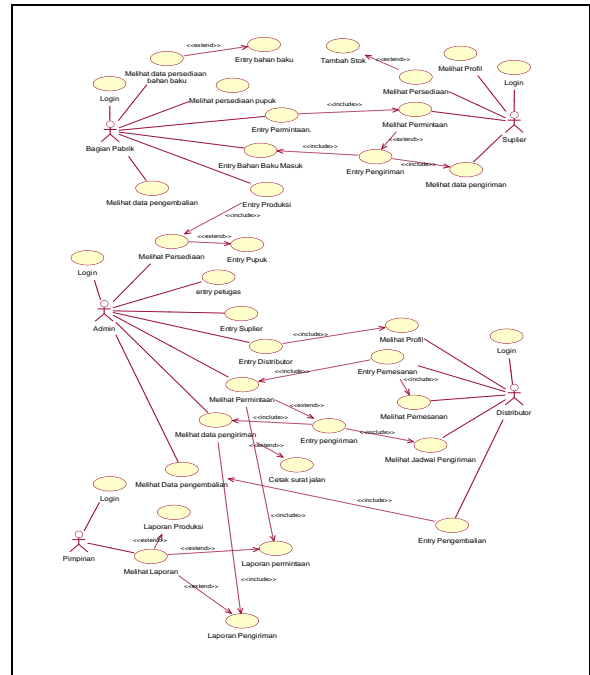 <<extend>>
Entry bahan baku
Tambah Stok
<<extend>>
Melihat Profil
Melihat data persediaan
bahan baku
Login
Melihat persediaan pupuk
Melihat Persediaan
Login
<<include>>
Entry Permintaan.
Melihat Permintaan
Bagian Pabrik
Suplier
<<extend>>
<<include>>
Entry Bahan Baku Masuk
Entry Pengiriman
<<include>>
Melihat data pengiriman
Melihat data pengembalian
Entry Produksi
<<include>>
<<extend>>
Melihat Persediaan
Entry Pupuk
Login
entry petugas
Admin
Entry Suplier
<<include>>
Melihat Profil
Login
Entry Distributor
Entry Pemesanan
<<include>>
<<include>>
Melihat Permintaan
<<extend>>
Melihat Pemesanan
Distributor
<<include>>
Melihat data pengiriman
Entry pengiriman
<<include>>
<<extend>>
Melihat Jadwal Pengiriman
Cetak surat jalan
Melihat Data pengembalian
Login
<<include>>
<<include>>
Laporan Produksi
<<extend>>
Entry Pengembalian
Pimpinan
<<extend>>
Melihat Laporan
Laporan permintaan
<<extend>>
<<include>>
Laporan Pengiriman